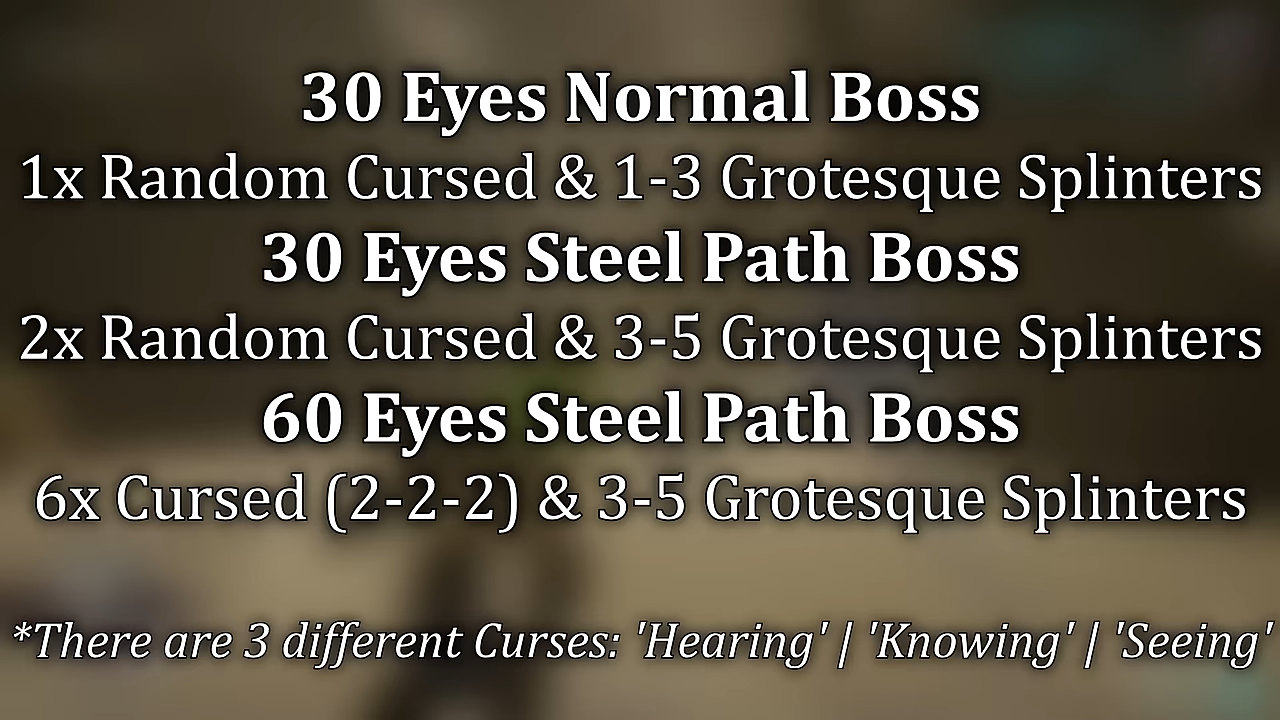 30 Eyes Normal Boss
1x Random Cursed & 1-3 Grotesque Splinters
30 Eyes Steel Path Boss
2x Random Cursed & 3-5 Grotesque Splinters
60 Eyes Steel Path Boss
6x Cursed (2-2-2) & 3-5 Grotesque Splinters
*There are 3 different Curses: 'Hearing' | 'Knowing' | 'Seeing'